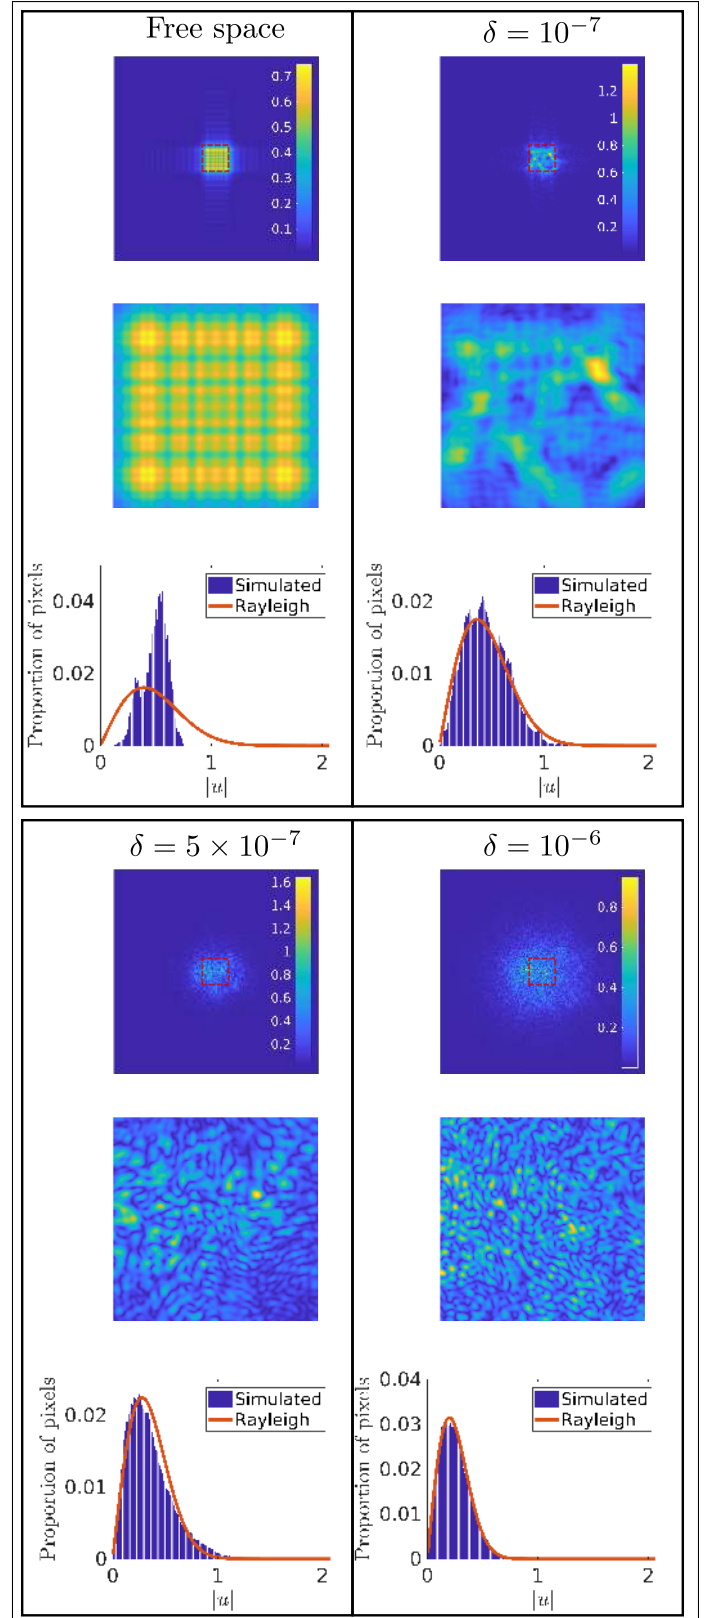 Free space
0.7
0.6
0.5
0.4
0.3
0.2
0.1
Proportion of pixels
0.04
0.02
0
Simulated
Rayleigh
0 1 2
|u|
δ = 10⁻⁷
1.2
1
0.8
0.6
0.4
0.2
Proportion of pixels
0.02
0.01
0
Simulated
Rayleigh
0 1 2
|u|
δ = 5 × 10⁻⁷
1.6
1.4
1.2
1
0.8
0.6
0.4
0.2
Proportion of pixels
0.02
0.01
0
Simulated
Rayleigh
0 1 2
|u|
δ = 10⁻⁶
0.8
0.6
0.4
0.2
Proportion of pixels
0.04
0.03
0.02
0.01
0
Simulated
Rayleigh
0 1 2
|u|